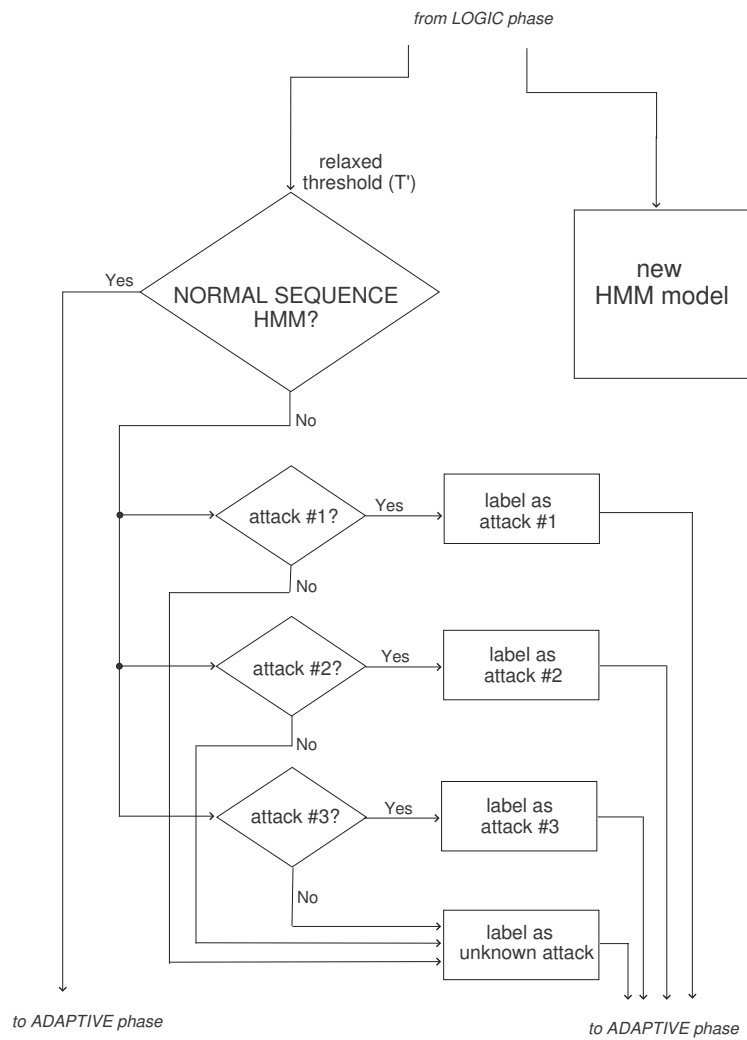 from LOGIC phase
relaxed
threshold (T')
new
HMM model
Yes
NORMAL SEQUENCE
HMM?
No
attack #1?
Yes
label as
attack #1
No
attack #2?
Yes
label as
attack #2
No
attack #3?
Yes
label as
attack #3
No
label as
unknown attack
to ADAPTIVE phase
to ADAPTIVE phase